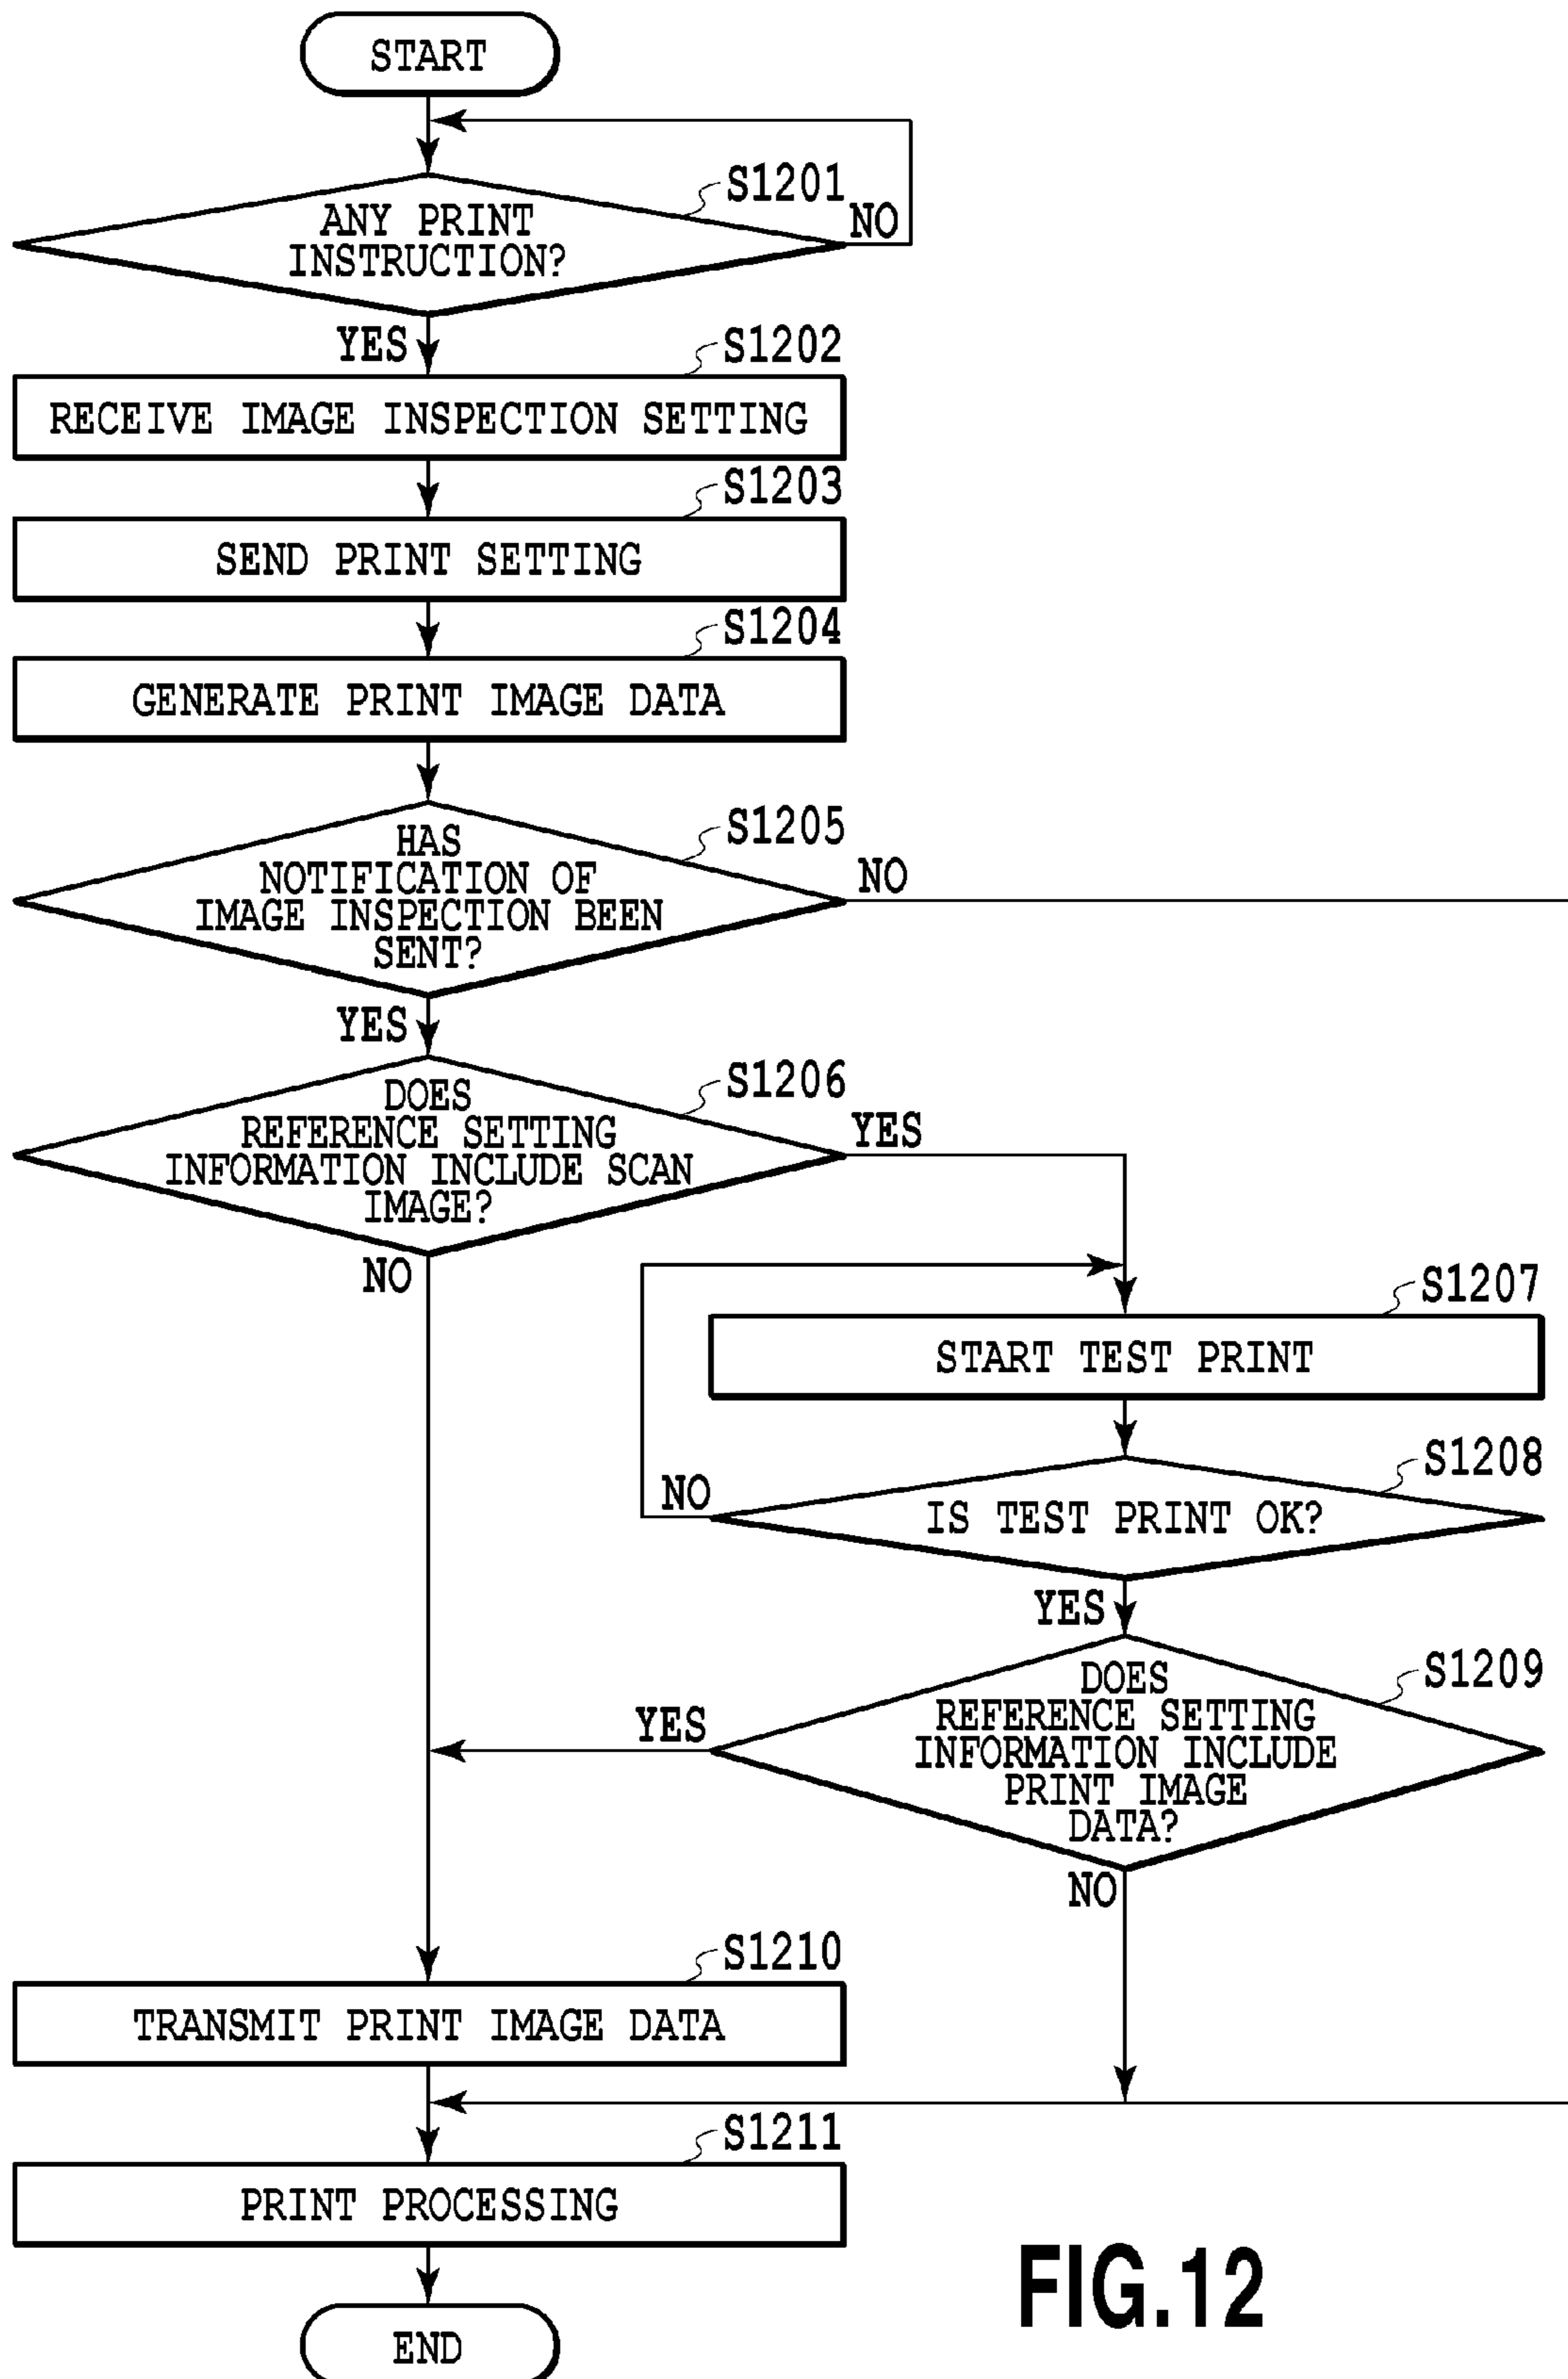 START
S1201
ANY PRINT
INSTRUCTION?
NO
YES
S1202
RECEIVE IMAGE INSPECTION SETTING
S1203
SEND PRINT SETTING
S1204
GENERATE PRINT IMAGE DATA
S1205
HAS
NOTIFICATION OF
IMAGE INSPECTION BEEN
SENT?
NO
YES
S1206
DOES
REFERENCE SETTING
INFORMATION INCLUDE SCAN
IMAGE?
YES
NO
S1207
START TEST PRINT
S1208
IS TEST PRINT OK?
NO
YES
S1209
DOES
REFERENCE SETTING
INFORMATION INCLUDE
PRINT IMAGE
DATA?
YES
NO
S1210
TRANSMIT PRINT IMAGE DATA
S1211
PRINT PROCESSING
END
FIG.12